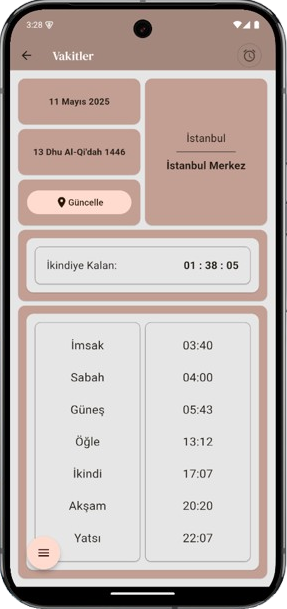 3:28
Vakitler
11 Mayıs 2025
13 Dhu Al-Qi'dah 1446
Güncelle
İstanbul
İstanbul Merkez
İkindiye Kalan: 01 : 38 : 05
İmsak 03:40
Sabah 04:00
Güneş 05:43
Öğle 13:12
İkindi 17:07
Akşam 20:20
Yatsı 22:07